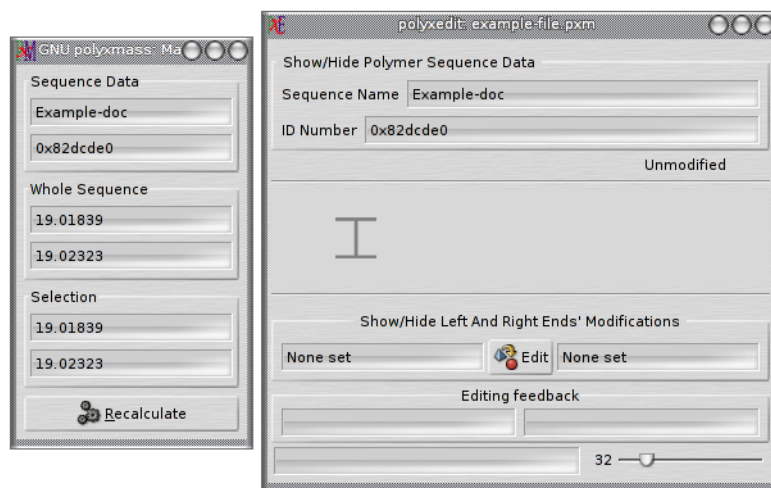 GNU polyxmass: Ma
Sequence Data
Example-doc
0x82dcde0
Whole Sequence
19.01839
19.02323
Selection
19.01839
19.02323
Recalculate
polyxedit: example-file.pxm
Show/Hide Polymer Sequence Data
Sequence Name Example-doc
ID Number 0x82dcde0
Unmodified
Show/Hide Left And Right Ends' Modifications
None set Edit None set
Editing feedback
32